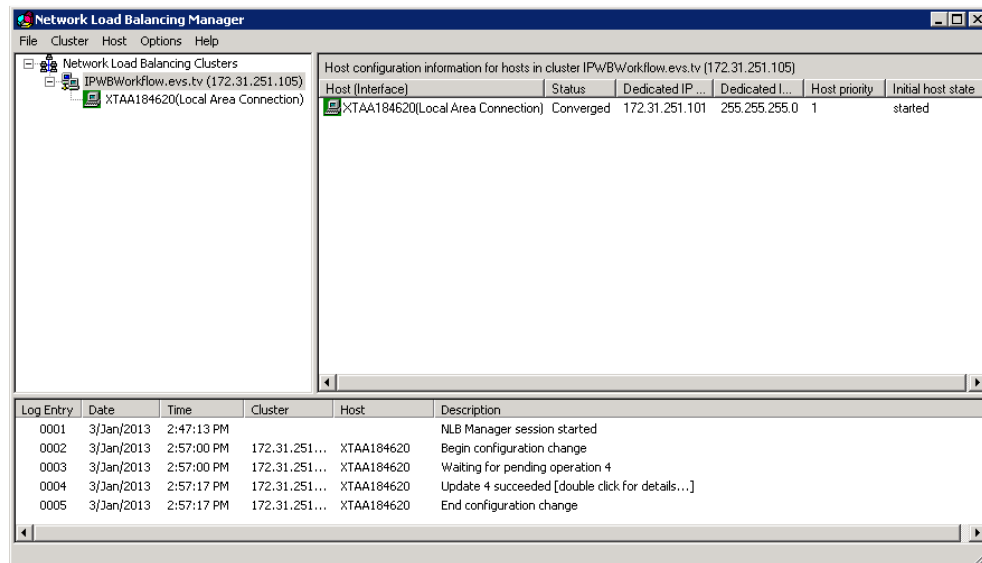 Network Load Balancing Manager
File Cluster Host Options Help
Network Load Balancing Clusters
IPWBWorkflow.evs.tv (172.31.251.105)
XTAA184620(Local Area Connection)
Host configuration information for hosts in cluster IPWBWorkflow.evs.tv (172.31.251.105)
Host (Interface) Status Dedicated IP ... Dedicated I... Host priority Initial host state
XTAA184620(Local Area Connection) Converged 172.31.251.101 255.255.255.0 1 started
Log Entry Date Time Cluster Host Description
0001 3/Jan/2013 2:47:13 PM NLB Manager session started
0002 3/Jan/2013 2:57:00 PM 172.31.251... XTAA184620 Begin configuration change
0003 3/Jan/2013 2:57:00 PM 172.31.251... XTAA184620 Waiting for pending operation 4
0004 3/Jan/2013 2:57:17 PM 172.31.251... XTAA184620 Update 4 succeeded [double click for details...]
0005 3/Jan/2013 2:57:17 PM 172.31.251... XTAA184620 End configuration change